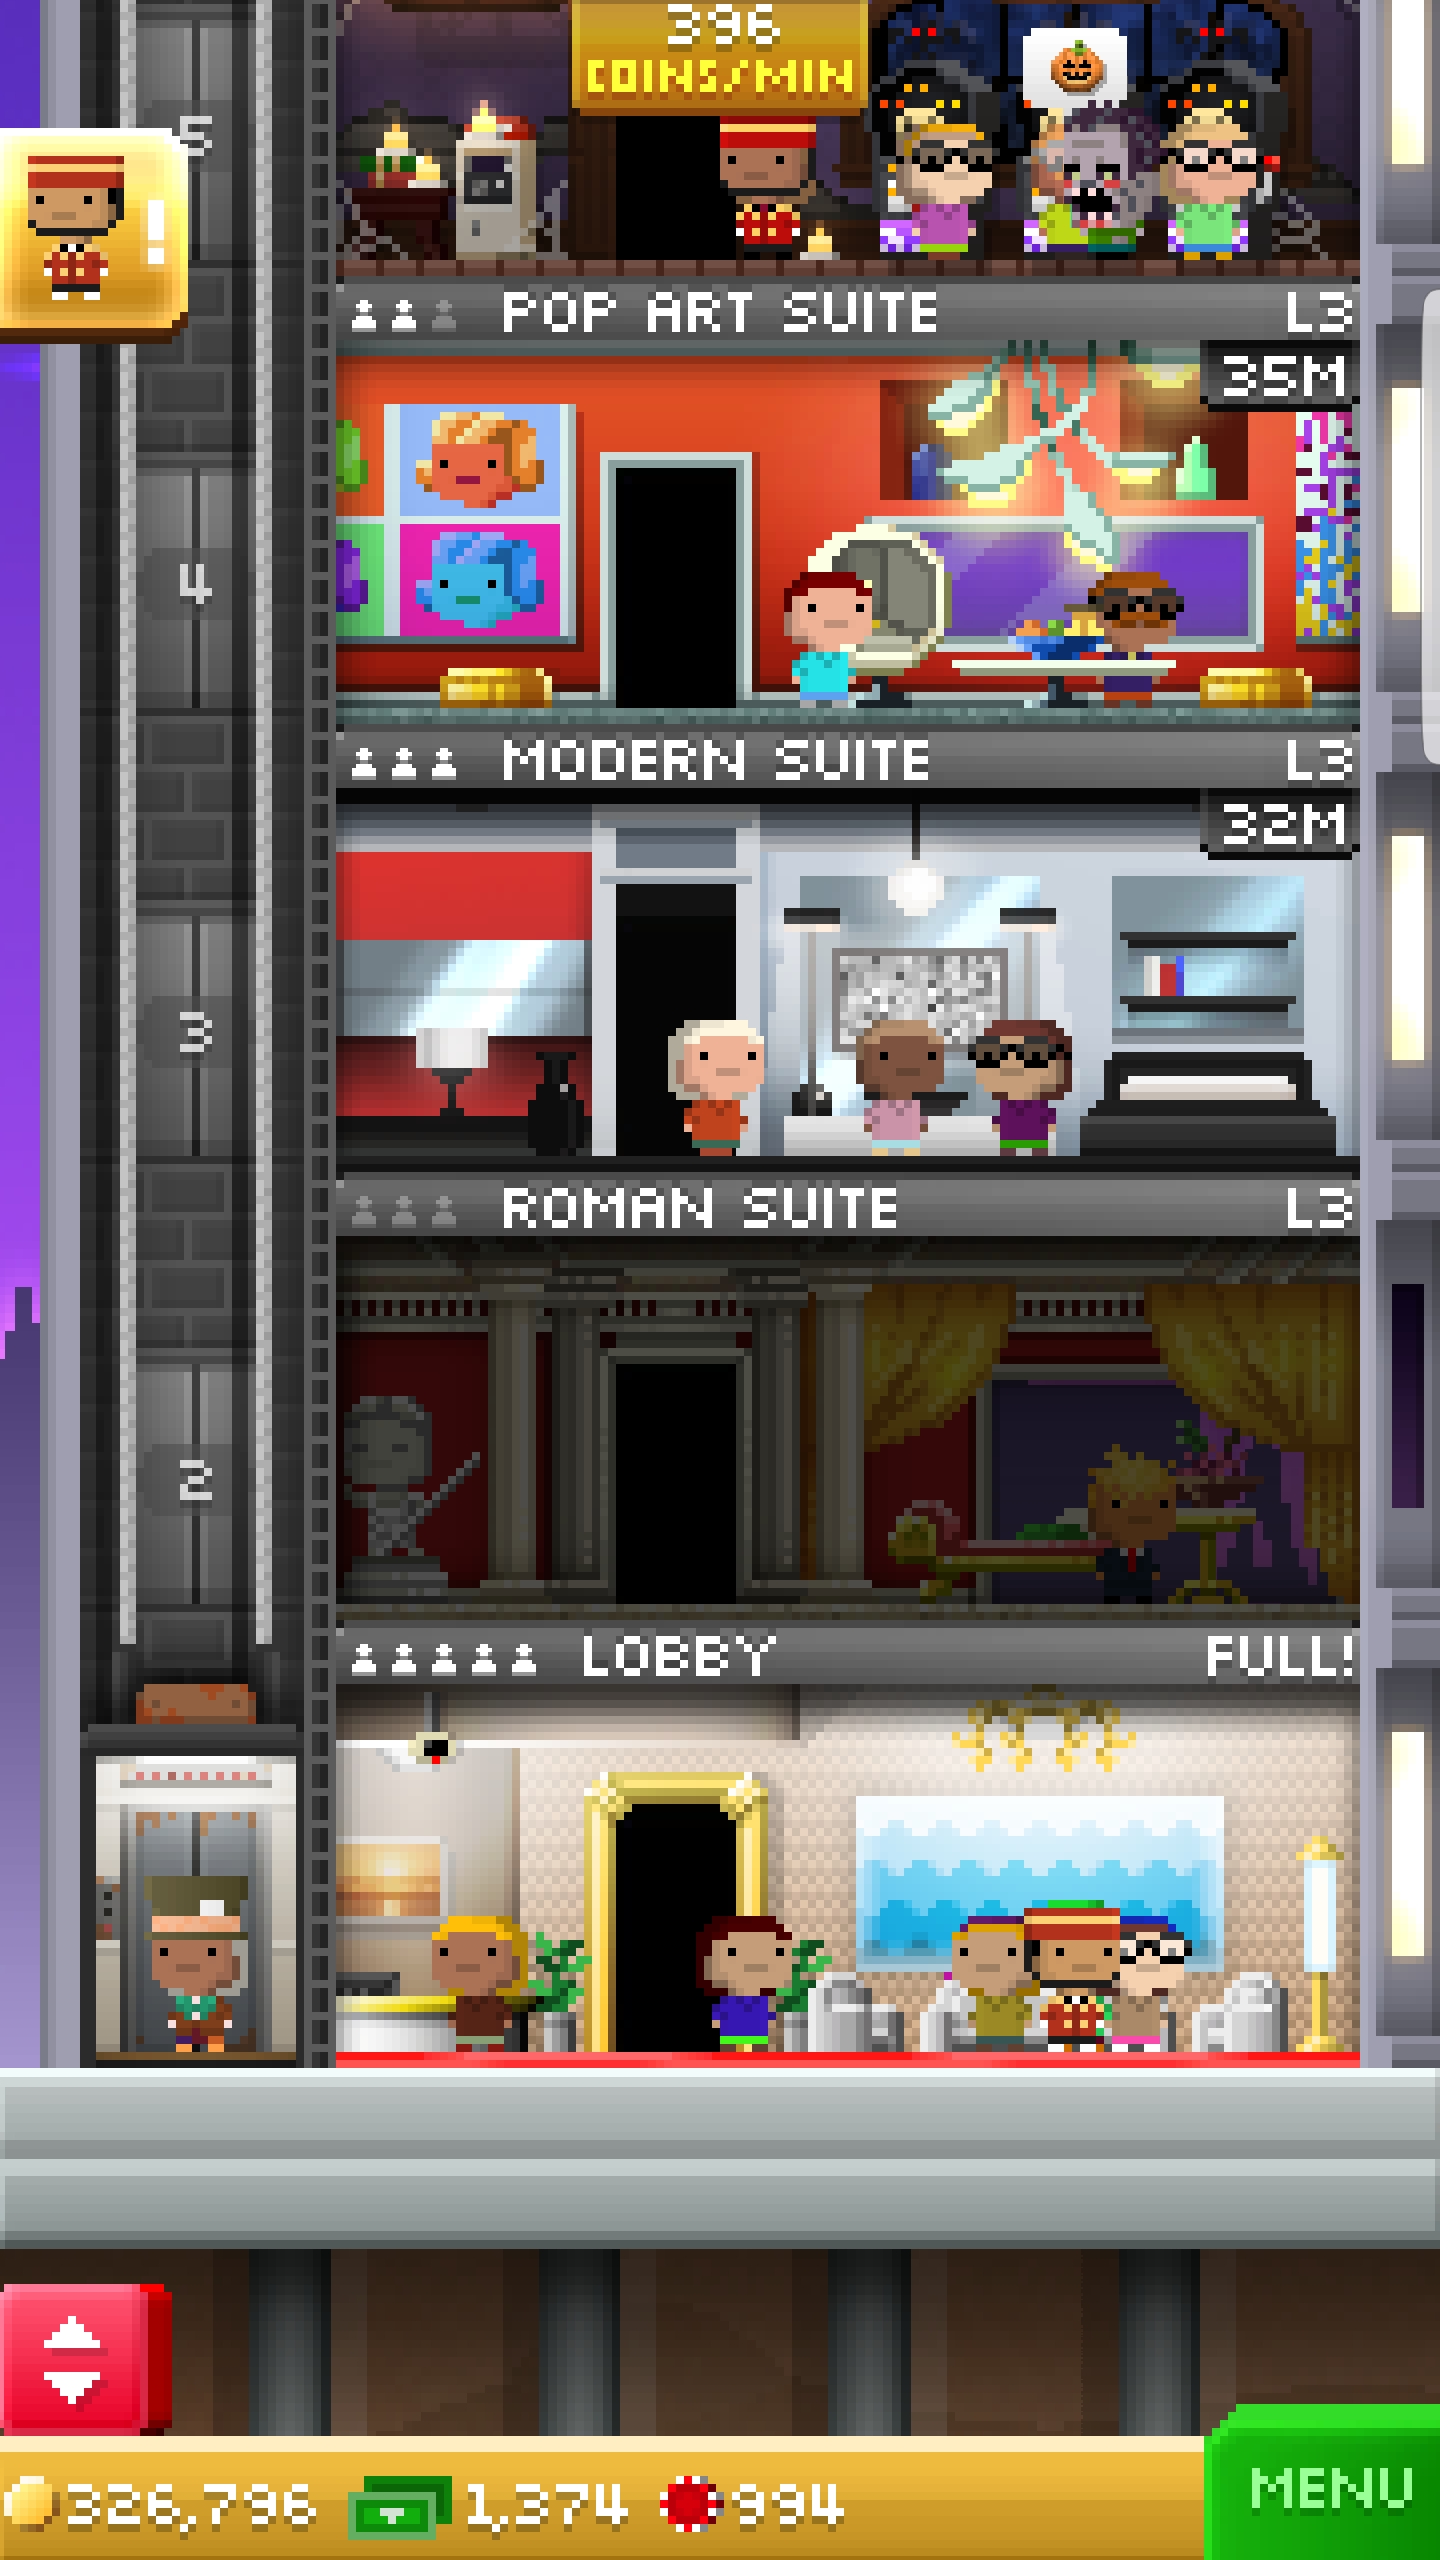 396
COINS/MIN
5
!
POP ART SUITE L3
35M
4
MODERN SUITE L3
32M
3
ROMAN SUITE L3
2
LOBBY FULL!
326,796 1,374 994
MENU